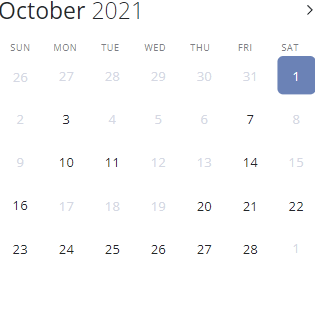 October 2021 >
SUN MON TUE WED THU FRI SAT
26 27 28 29 30 31 1
2 3 4 5 6 7 8
9 10 11 12 13 14 15
16 17 18 19 20 21 22
23 24 25 26 27 28 1